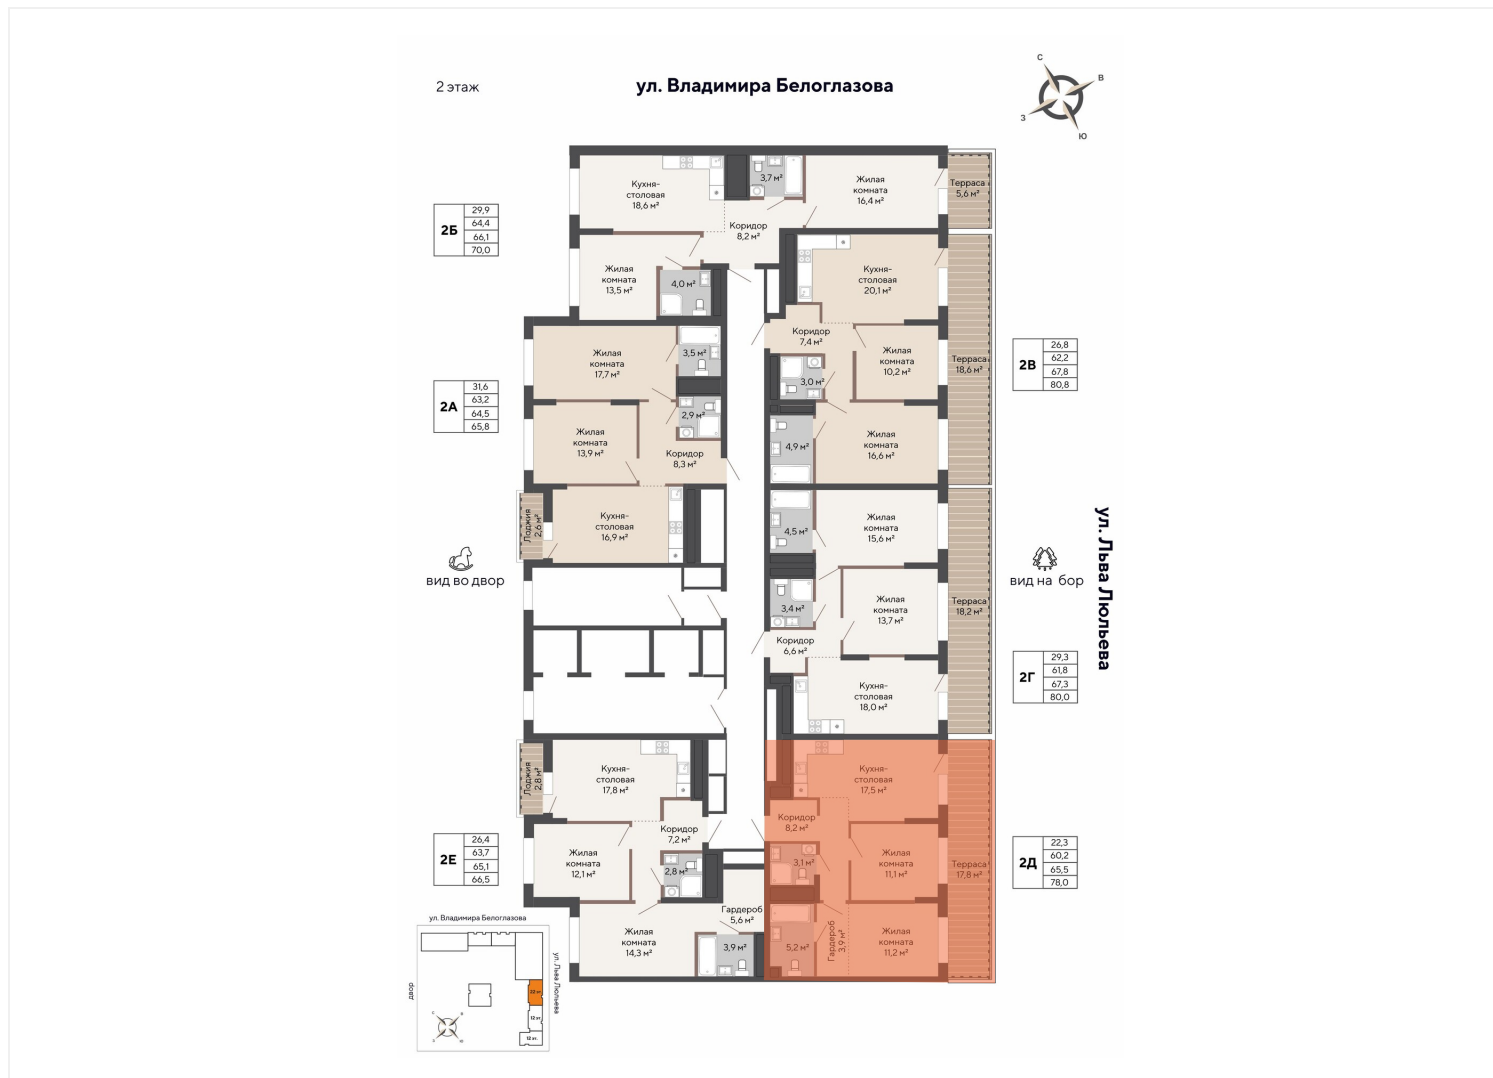 2 этаж
ул. Владимира Белоглазова
С
В
З
Ю
Кухня-
столовая
18,6 м²
3,7 м²
Жилая
комната
16,4 м²
Терраса
5,6 м²
Коридор
8,2 м²
2Б
29,9
64,4
66,1
70,0
Жилая
комната
13,5 м²
4,0 м²
Кухня-
столовая
20,1 м²
Коридор
7,4 м²
Жилая
комната
10,2 м²
Терраса
18,6 м²
3,0 м²
2В
26,8
62,2
67,8
80,8
Жилая
комната
17,7 м²
3,5 м²
2А
31,6
63,2
64,5
65,8
2,9 м²
Жилая
комната
13,9 м²
Коридор
8,3 м²
4,9 м²
Жилая
комната
16,6 м²
Лоджия
2,6 м²
Кухня-
столовая
16,9 м²
4,5 м²
Жилая
комната
15,6 м²
ул. Льва Люльева
вид во двор
вид на бор
3,4 м²
Жилая
комната
13,7 м²
Терраса
18,2 м²
Коридор
6,6 м²
2Г
29,3
61,8
67,3
80,0
Кухня-
столовая
18,0 м²
Лоджия
2,8 м²
Кухня-
столовая
17,8 м²
Кухня-
столовая
17,5 м²
Коридор
7,2 м²
Коридор
8,2 м²
2Е
26,4
63,7
65,1
66,5
Жилая
комната
12,1 м²
2,8 м²
3,1 м²
Жилая
комната
11,1 м²
Терраса
17,8 м²
2Д
22,3
60,2
65,5
78,0
Гардероб
5,6 м²
Жилая
комната
14,3 м²
3,9 м²
5,2 м²
Гардероб
3,9 м²
Жилая
комната
11,2 м²
ул. Владимира Белоглазова
ул. Льва Люльева
двор
22 эт.
12 эт.
12 эт.
С
В
З
Ю